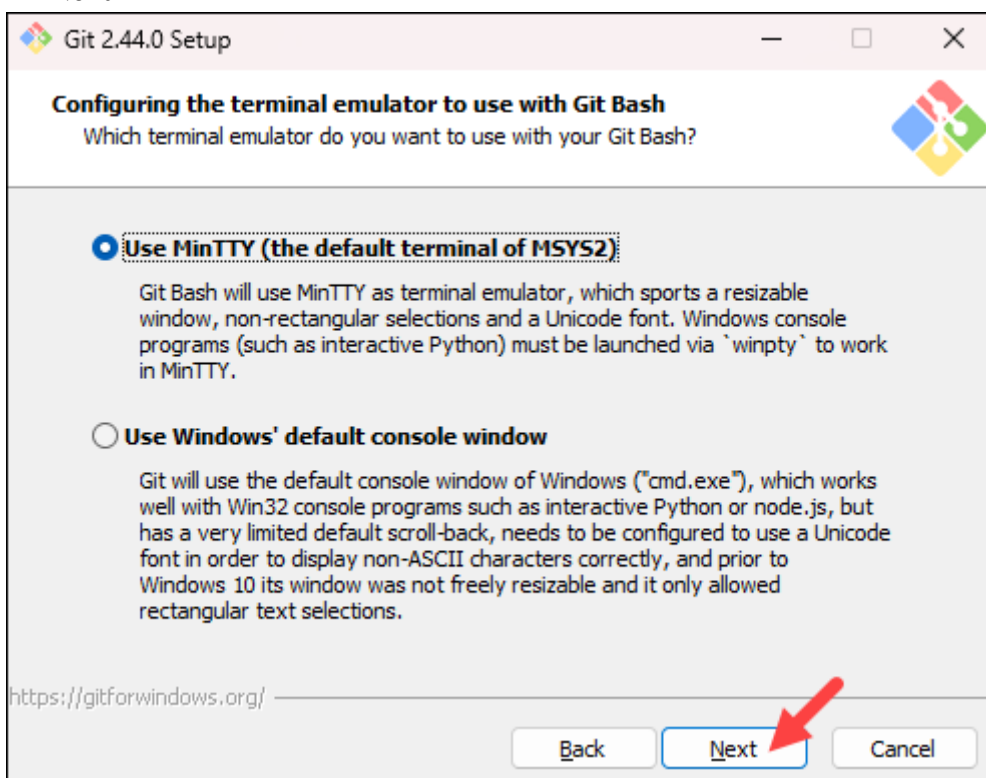 Git 2.44.0 Setup
Configuring the terminal emulator to use with Git Bash
Which terminal emulator do you want to use with your Git Bash?
Use MinTTY (the default terminal of MSYS2)
Git Bash will use MinTTY as terminal emulator, which sports a resizable
window, non-rectangular selections and a Unicode font. Windows console
programs (such as interactive Python) must be launched via `winpty` to work
in MinTTY.
Use Windows' default console window
Git will use the default console window of Windows ("cmd.exe"), which works
well with Win32 console programs such as interactive Python or node.js, but
has a very limited default scroll-back, needs to be configured to use a Unicode
font in order to display non-ASCII characters correctly, and prior to
Windows 10 its window was not freely resizable and it only allowed
rectangular text selections.
https://gitforwindows.org/
Back Next Cancel